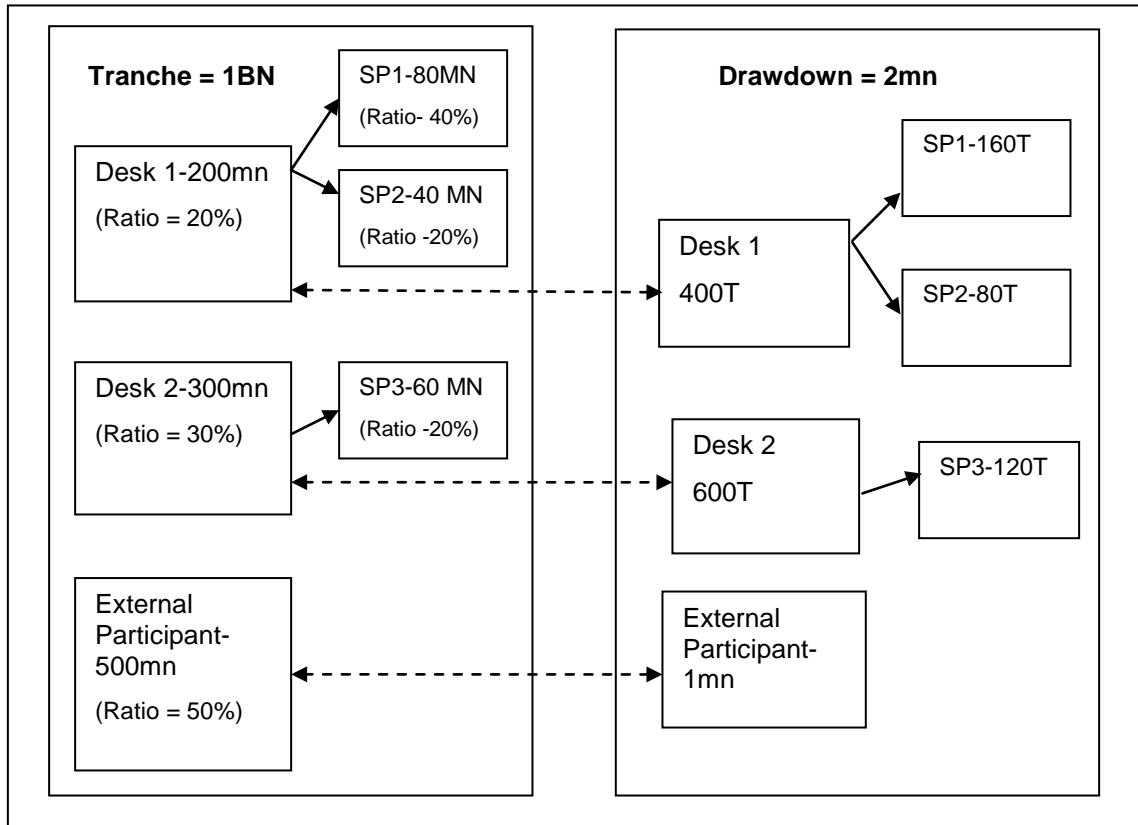 Tranche = 1BN
SP1-80MN
(Ratio- 40%)
Desk 1-200mn
(Ratio = 20%)
SP2-40 MN
(Ratio -20%)
Desk 2-300mn
(Ratio = 30%)
SP3-60 MN
(Ratio -20%)
External
Participant-
500mn
(Ratio = 50%)
Drawdown = 2mn
SP1-160T
Desk 1
400T
SP2-80T
Desk 2
600T
SP3-120T
External
Participant-
1mn